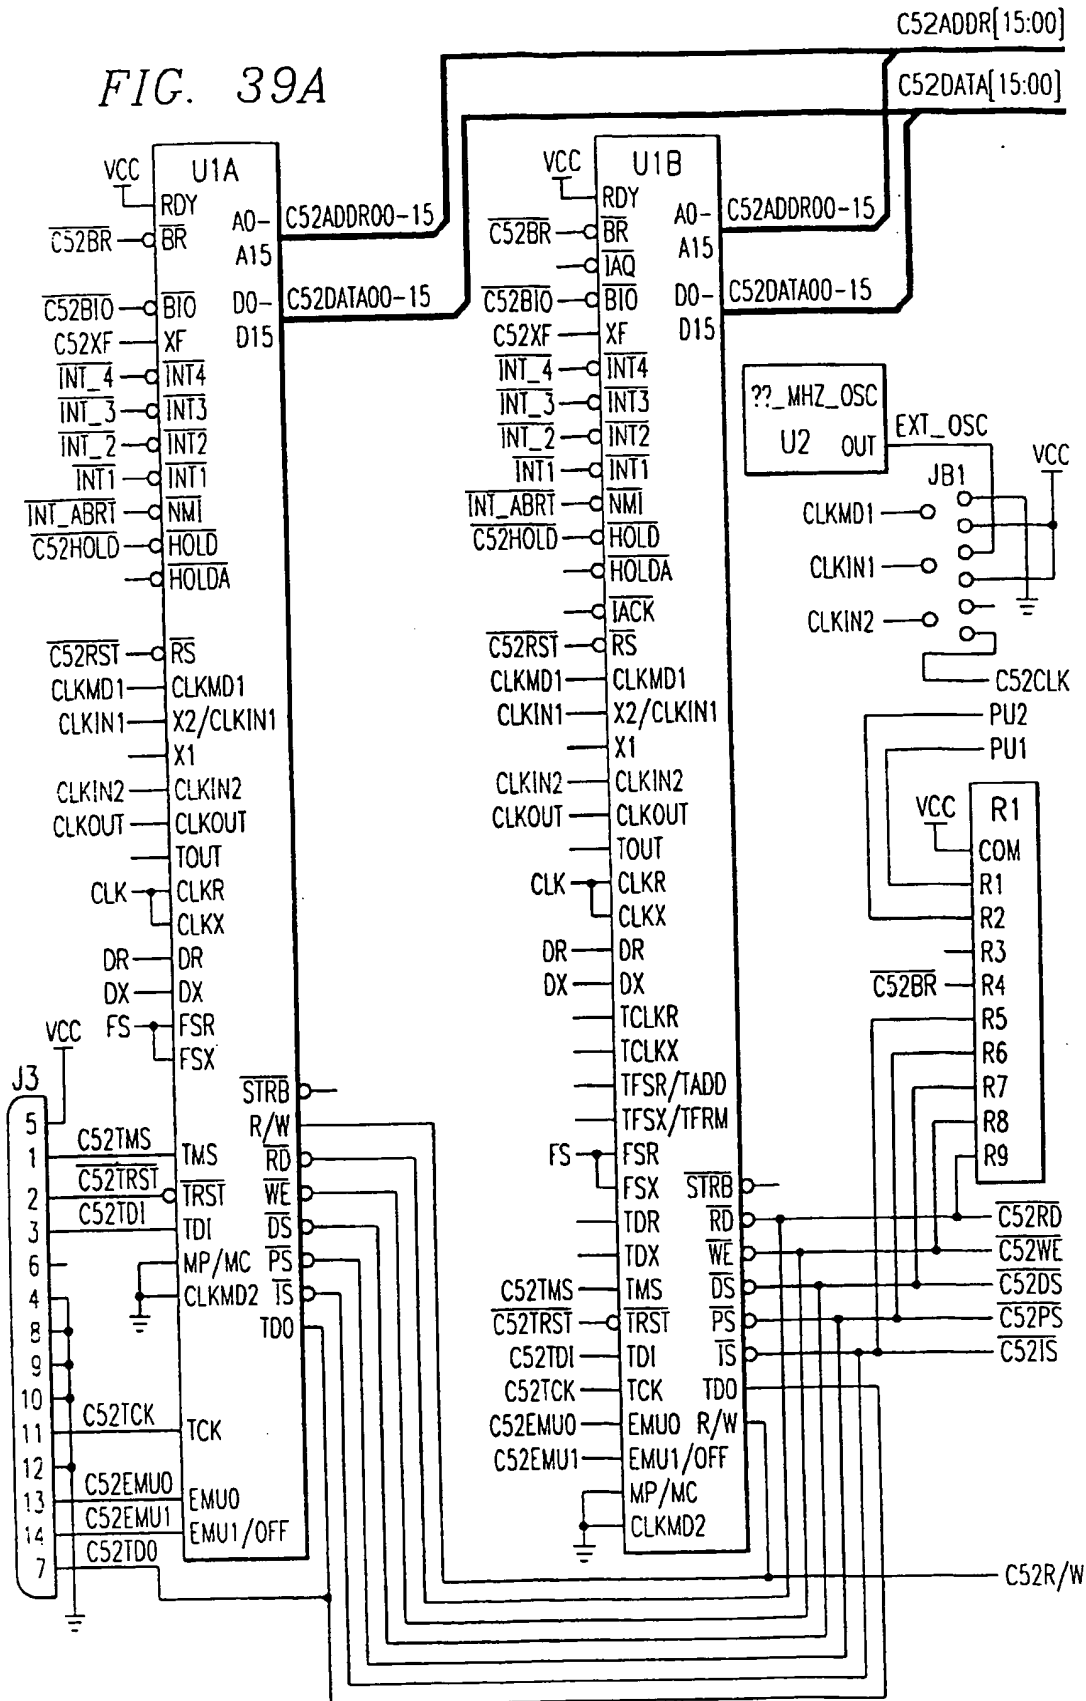 FIG. 39A
C52ADDR[15:00]
C52DATA[15:00]
U1A
VCC
RDY
C52BR
BR
C52BIO
BIO
C52XF
XF
INT_4
INT4
INT_3
INT3
INT_2
INT2
INT1
INT1
INT_ABRT
NMI
C52HOLD
HOLD
HOLDA
C52RST
RS
CLKMD1
CLKMD1
CLKIN1
X2/CLKIN1
X1
CLKIN2
CLKIN2
CLKOUT
CLKOUT
TOUT
CLK
CLKR
CLKX
DR
DR
DX
DX
FS
FSR
FSX
A0-
A15
C52ADDR00-15
D0-
D15
C52DATA00-15
STRB
R/W
RD
WE
DS
PS
IS
TDO
TMS
TRST
TDI
MP/MC
CLKMD2
TCK
EMU0
EMU1/OFF
VCC
J3
5
1
C52TMS
2
C52TRST
3
C52TDI
6
4
8
9
10
11
C52TCK
12
13
C52EMU0
14
C52EMU1
7
C52TDO
U1B
VCC
RDY
C52BR
BR
IAQ
C52BIO
BIO
C52XF
XF
INT_4
INT4
INT_3
INT3
INT_2
INT2
INT1
INT1
INT_ABRT
NMI
C52HOLD
HOLD
HOLDA
IACK
C52RST
RS
CLKMD1
CLKMD1
CLKIN1
X2/CLKIN1
X1
CLKIN2
CLKIN2
CLKOUT
CLKOUT
TOUT
CLK
CLKR
CLKX
DR
DR
DX
DX
TCLKR
TCLKX
TFSR/TADD
TFSX/TFRM
FS
FSR
FSX
TDR
TDX
C52TMS
TMS
C52TRST
TRST
C52TDI
TDI
C52TCK
TCK
C52EMU0
EMU0
C52EMU1
EMU1/OFF
MP/MC
CLKMD2
A0-
A15
C52ADDR00-15
D0-
D15
C52DATA00-15
STRB
RD
WE
DS
PS
IS
TDO
R/W
??_MHZ_OSC
U2
OUT
EXT_OSC
VCC
JB1
CLKMD1
CLKIN1
CLKIN2
C52CLK
PU2
PU1
VCC
R1
COM
R1
R2
R3
C52BR
R4
R5
R6
R7
R8
R9
C52RD
C52WE
C52DS
C52PS
C52IS
C52R/W